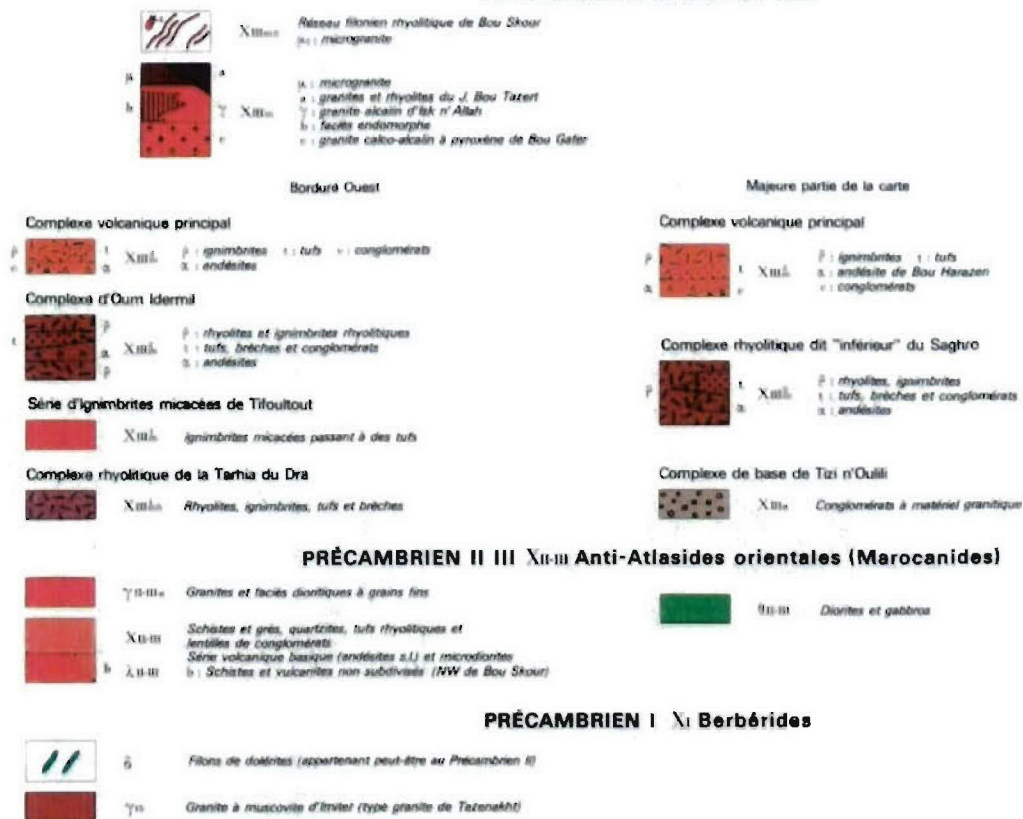 Réseau filonien rhyolitique de Bou Skour
μ : microgranite
μ : microgranite
a : granites et rhyolites du J. Bou Tazert
γ : granite alcalin d'Isk n'Allah
b : faciès endomorphe
c : granite calco-alcalin à pyroxène de Bou Gafer
Bordure Ouest
Majeure partie de la carte
Complexe volcanique principal
Complexe volcanique principal
ρ̂ : ignimbrites t : tufs v : conglomérats
α : andésites
ρ̂ : ignimbrites t : tufs
α : andésite de Bou Harazen
v : conglomérats
Complexe d'Oum Idermil
ρ̂ : rhyolites et ignimbrites rhyolitiques
t : tufs, brèches et conglomérats
α : andésites
Complexe rhyolitique dit "inférieur" du Saghro
ρ̂ : rhyolites, ignimbrites
t : tufs, brèches et conglomérats
α : andésites
Série d'Ignimbrites micacées de Tifoultout
Ignimbrites micacées passant à des tufs
Complexe rhyolitique de la Tarhia du Dra
Rhyolites, ignimbrites, tufs et brèches
Complexe de base de Tizi n'Oulili
Conglomérats à matériel granitique
PRÉCAMBRIEN II III XII-III Anti-Atlasides orientales (Marocanides)
Granites et faciès dioritiques à grains fins
θII-III Diorites et gabbros
XII-III Schistes et grès, quartzites, tufs rhyolitiques et
lentilles de conglomérats
λII-III Série volcanique basique (andésites s.l.) et microdiorites
b b : Schistes et vulcanites non subdivisés (NW de Bou Skour)
PRÉCAMBRIEN I XI Berbérides
δ Filons de dolérites (appartenant peut-être au Précambrien II)
Granite à muscovite d'Imiter (type granite de Tazenakht)